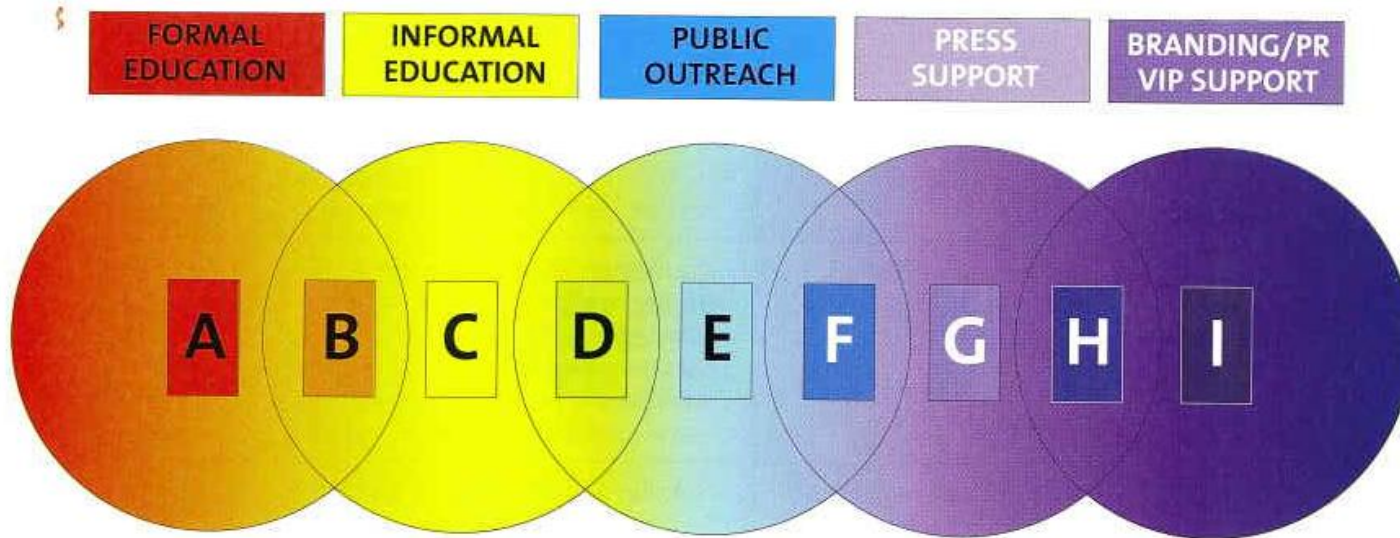 FORMAL
EDUCATION
INFORMAL
EDUCATION
PUBLIC
OUTREACH
PRESS
SUPPORT
BRANDING/PR
VIP SUPPORT
A B C D E F G H I